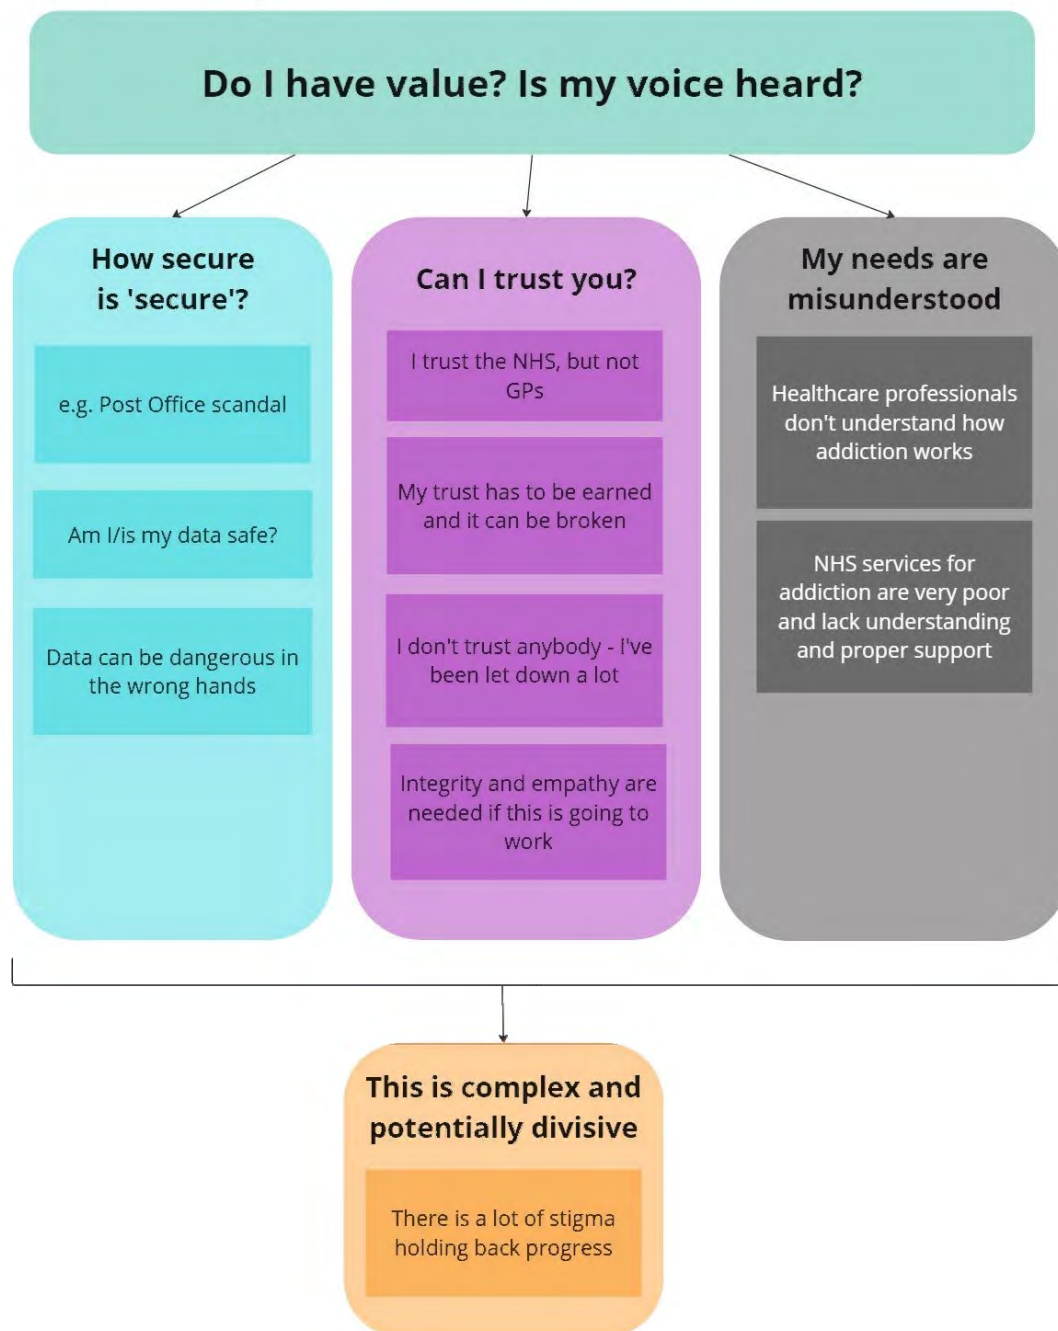 Do I have value? Is my voice heard?
How secure
is 'secure'?
e.g. Post Office scandal
Am I/is my data safe?
Data can be dangerous in
the wrong hands
Can I trust you?
I trust the NHS, but not
GPs
My trust has to be earned
and it can be broken
I don't trust anybody - I've
been let down a lot
Integrity and empathy are
needed if this is going to
work
My needs are
misunderstood
Healthcare professionals
don't understand how
addiction works
NHS services for
addiction are very poor
and lack understanding
and proper support
This is complex and
potentially divisive
There is a lot of stigma
holding back progress